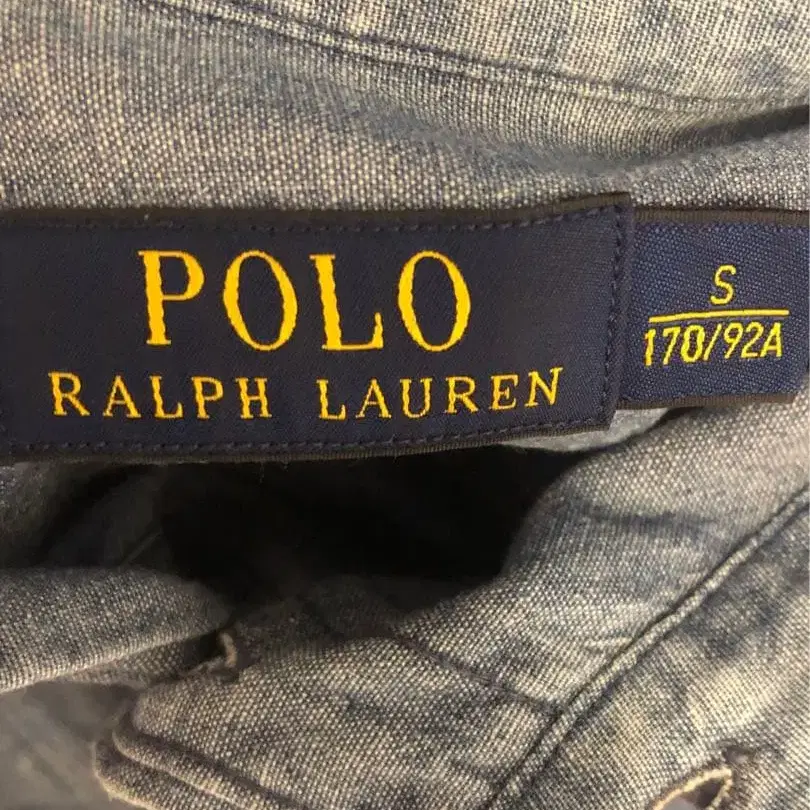 POLO
RALPH LAUREN
S
170/92A